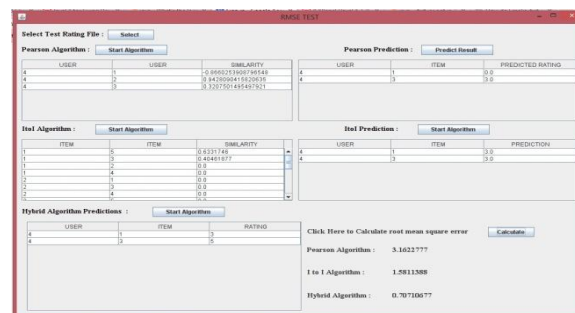 RMSE TEST
Select Test Rating File : Select
Pearson Algorithm : Start Algorithm
Pearson Prediction : Predict Result
USER USER SIMILARITY
4 1 -0.8660253908796548
4 2 0.9428090415820635
4 3 0.3207501495497921
USER ITEM PREDICTED RATING
4 1 0.0
4 3 3.0
ItoI Algorithm : Start Algorithm
ItoI Prediction : Start Algorithm
ITEM ITEM SIMILARITY
1 5 0.6331746
1 3 0.40461877
1 2 0.0
1 4 0.0
2 1 0.0
2 3 0.0
2 4 0.0
USER ITEM PREDICTION
4 1 3.0
4 3 3.0
Hybrid Algorithm Predictions : Start Algorithm
USER ITEM RATING
4 1 3
4 3 5
Click Here to Calculate root mean square error Calculate
Pearson Algorithm : 3.1622777
I to I Algorithm : 1.5811388
Hybrid Algorithm : 0.70710677